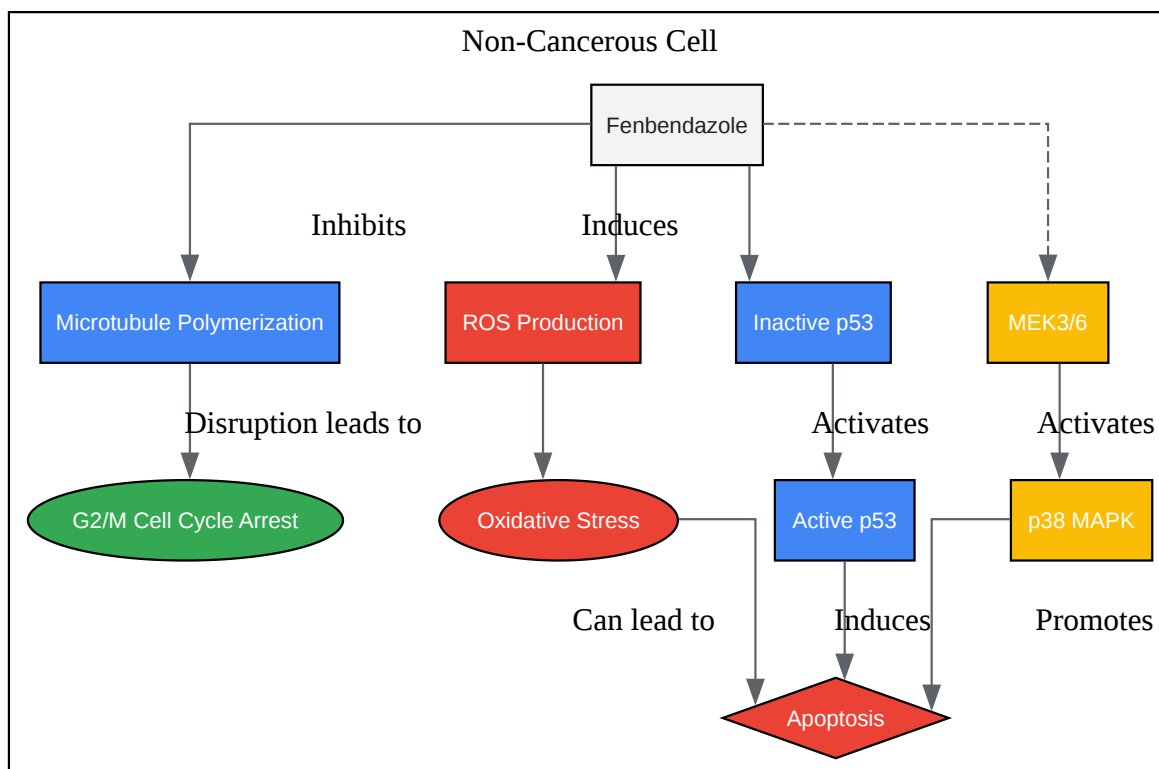 Non-Cancerous Cell
Fenbendazole
Inhibits
Induces
Microtubule Polymerization
ROS Production
Inactive p53
MEK3/6
Disruption leads to
Activates
Activates
G2/M Cell Cycle Arrest
Oxidative Stress
Active p53
p38 MAPK
Can lead to
Induces
Promotes
Apoptosis